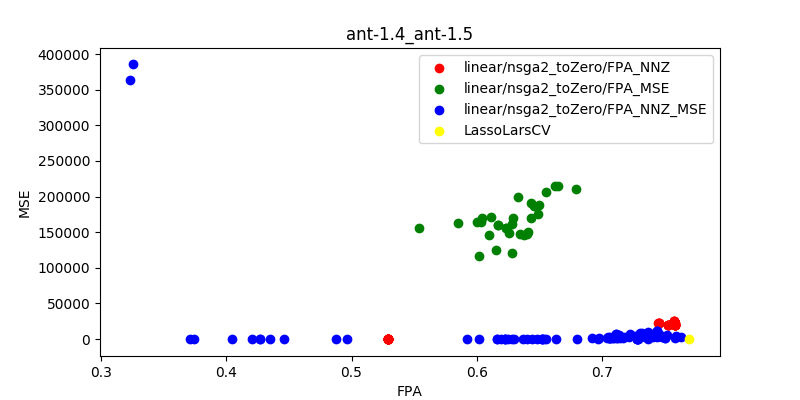 ant-1.4_ant-1.5
linear/nsga2_toZero/FPA_NNZ
linear/nsga2_toZero/FPA_MSE
linear/nsga2_toZero/FPA_NNZ_MSE
LassoLarsCV
MSE
400000
350000
300000
250000
200000
150000
100000
50000
0
0.3 0.4 0.5 0.6 0.7
FPA